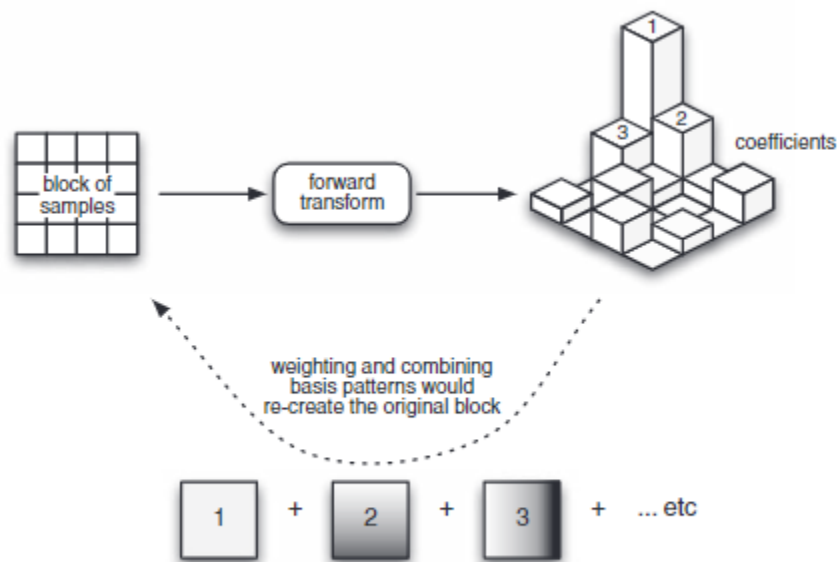 1
2
3
coefficients
block of
samples
forward
transform
weighting and combining
basis patterns would
re-create the original block
1 + 2 + 3 + ... etc